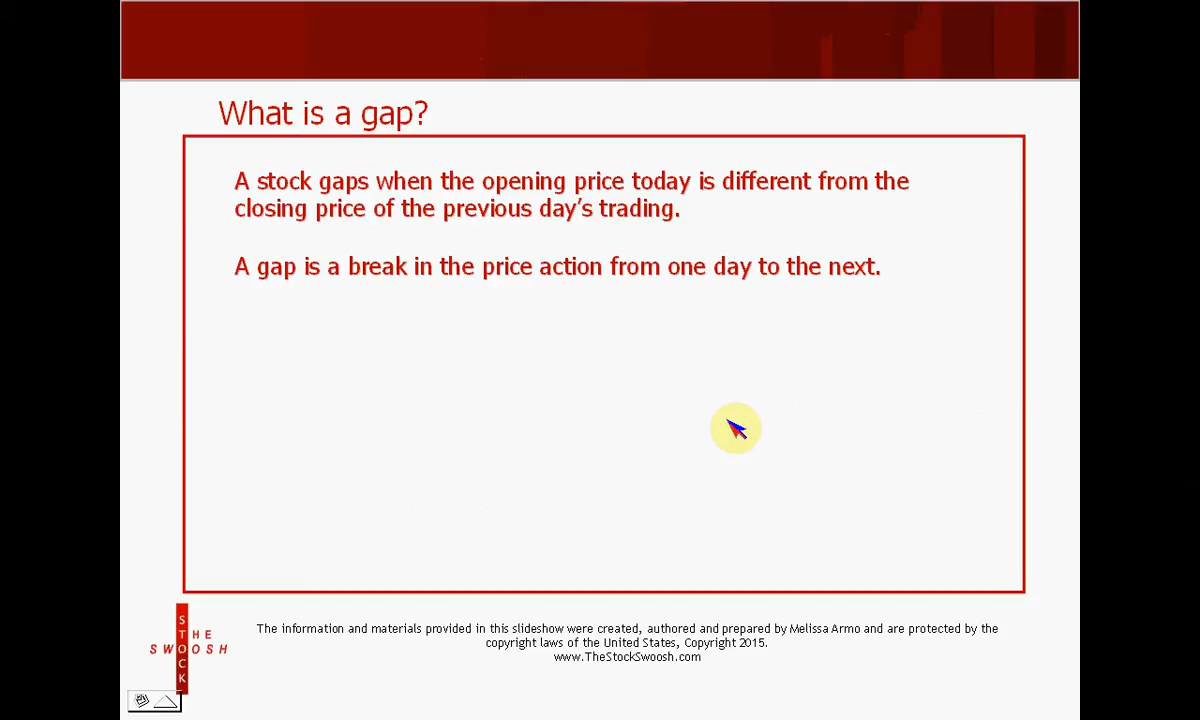 What is a gap?
A stock gaps when the opening price today is different from the
closing price of the previous day's trading.
A gap is a break in the price action from one day to the next.
THE
STOCK
SWOOSH
The information and materials provided in this slideshow were created, authored and prepared by Melissa Armo and are protected by the
copyright laws of the United States, Copyright 2015.
www.TheStockSwoosh.com